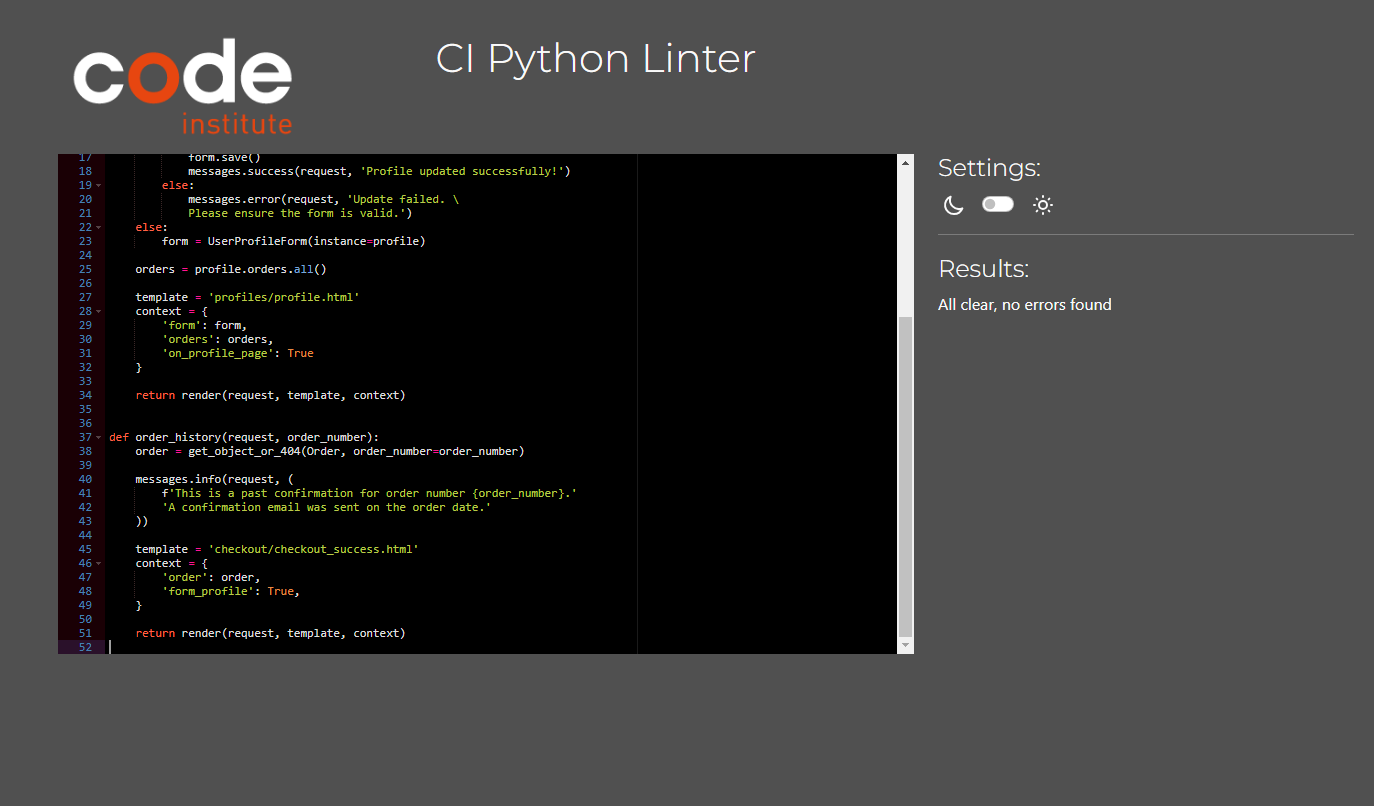 code
institute
CI Python Linter
17 form.save()
18 messages.success(request, 'Profile updated successfully!')
19 else:
20 messages.error(request, 'Update failed. \
21 Please ensure the form is valid.')
22 else:
23 form = UserProfileForm(instance=profile)
24
25 orders = profile.orders.all()
26
27 template = 'profiles/profile.html'
28 context = {
29 'form': form,
30 'orders': orders,
31 'on_profile_page': True
32 }
33
34 return render(request, template, context)
35
36
37 def order_history(request, order_number):
38 order = get_object_or_404(Order, order_number=order_number)
39
40 messages.info(request, (
41 f'This is a past confirmation for order number {order_number}.'
42 'A confirmation email was sent on the order date.'
43 ))
44
45 template = 'checkout/checkout_success.html'
46 context = {
47 'order': order,
48 'form_profile': True,
49 }
50
51 return render(request, template, context)
52
Settings:
Results:
All clear, no errors found